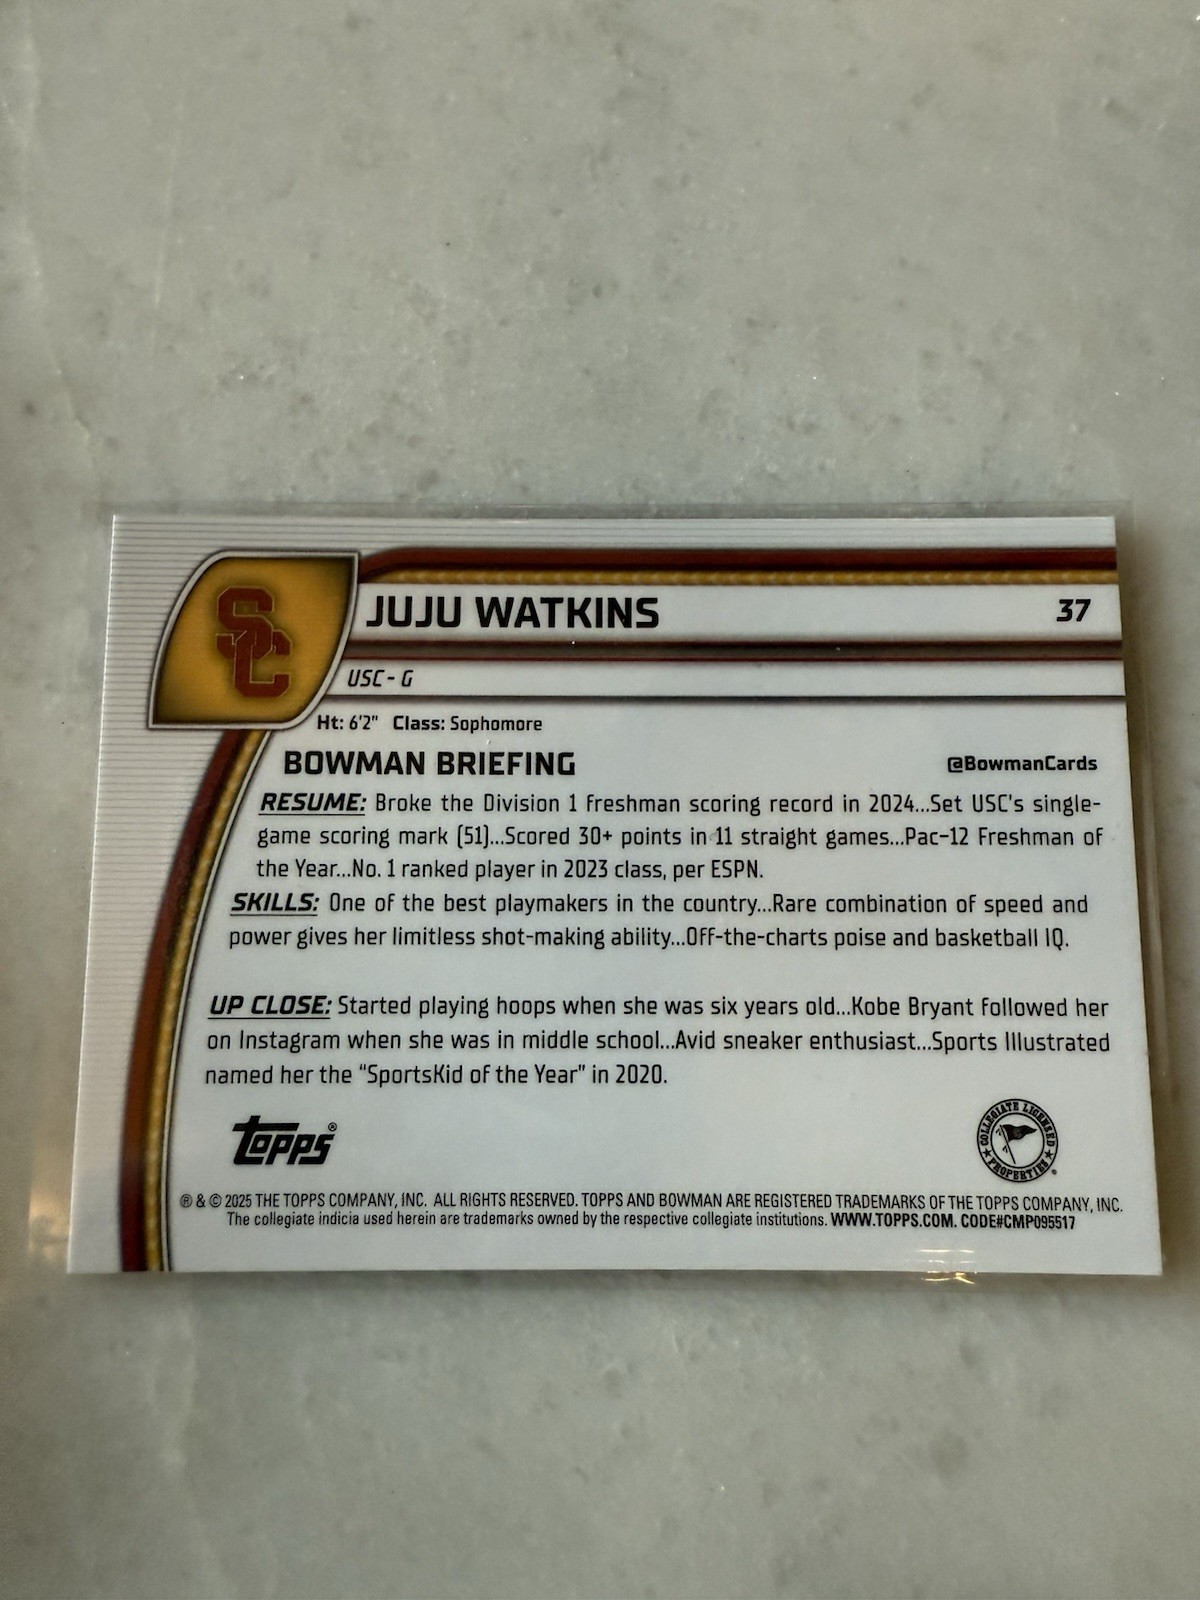 SC
JUJU WATKINS
37
USC - G
Ht: 6'2" Class: Sophomore
BOWMAN BRIEFING
@BowmanCards
RESUME: Broke the Division 1 Freshman scoring record in 2024...Set USC's single-
game scoring mark (51)...Scored 30+ points in 11 straight games...Pac-12 Freshman of
the Year...No. 1 ranked player in 2023 class, per ESPN.
SKILLS: One of the best playmakers in the country...Rare combination of speed and
power gives her limitless shot-making ability...Off-the-charts poise and basketball IQ.
UP CLOSE: Started playing hoops when she was six years old...Kobe Bryant followed her
on Instagram when she was in middle school...Avid sneaker enthusiast...Sports Illustrated
named her the “SportsKid of the Year” in 2020.
topps®
COLLEGIATE LICENSED PROPERTIES
® & © 2025 THE TOPPS COMPANY, INC. ALL RIGHTS RESERVED. TOPPS AND BOWMAN ARE REGISTERED TRADEMARKS OF THE TOPPS COMPANY, INC.
The collegiate indicia used herein are trademarks owned by the respective collegiate institutions. WWW.TOPPS.COM. CODE#CMP095517